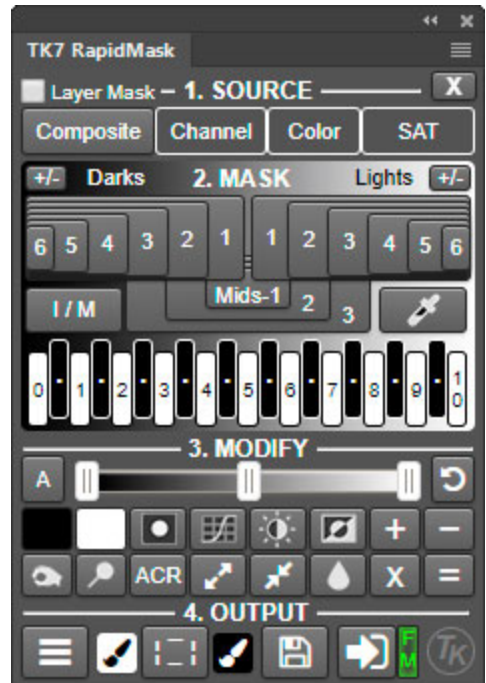 TK7 RapidMask
Layer Mask 1. SOURCE X
Composite Channel Color SAT
+/- Darks 2. MASK Lights +/-
6 5 4 3 2 1 1 2 3 4 5 6
I / M Mids-1 2 3
0 - 1 - 2 - 3 - 4 - 5 - 6 - 7 - 8 - 9 - 10
3. MODIFY
A
+ −
ACR X =
4. OUTPUT
FM TK